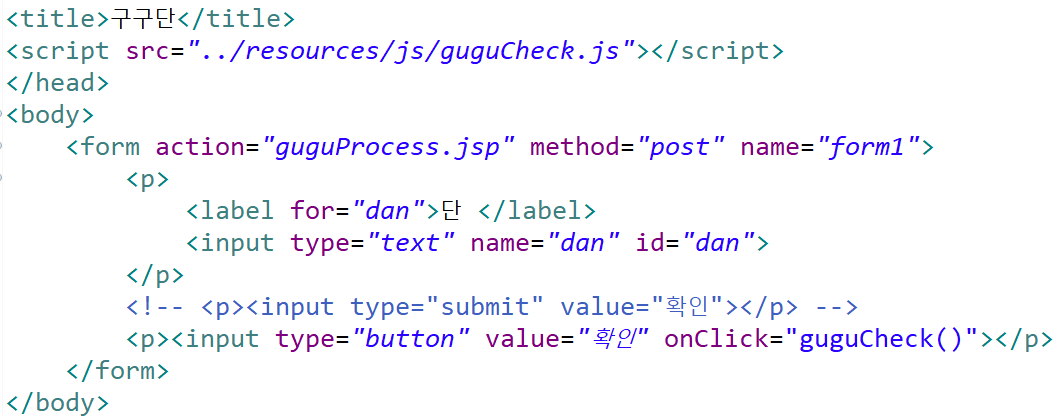 <title>구구단</title>
<script src="../resources/js/guguCheck.js"></script>
</head>
<body>
<form action="guguProcess.jsp" method="post" name="form1">
<p>
<label for="dan">단 </label>
<input type="text" name="dan" id="dan">
</p>
<!-- <p><input type="submit" value="확인"></p> -->
<p><input type="button" value="확인" onClick="guguCheck()"></p>
</form>
</body>